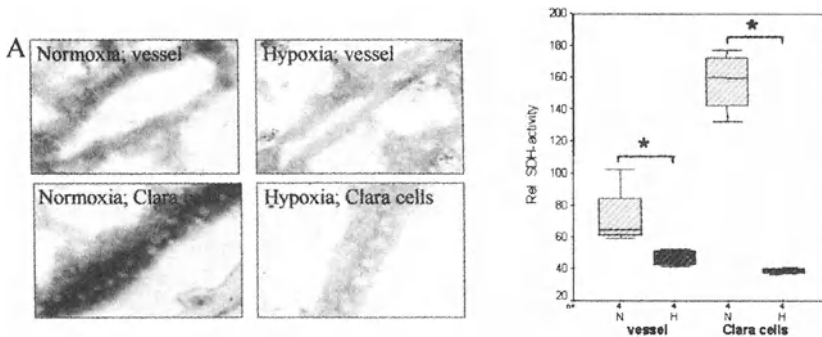 A
Normoxia; vessel
Hypoxia; vessel
Normoxia; Clara cells
Hypoxia; Clara cells
Rel. SDH-activity
200
180
160
140
120
100
80
60
40
20
*
*
4 4 4 4
N H N H
vessel Clara cells